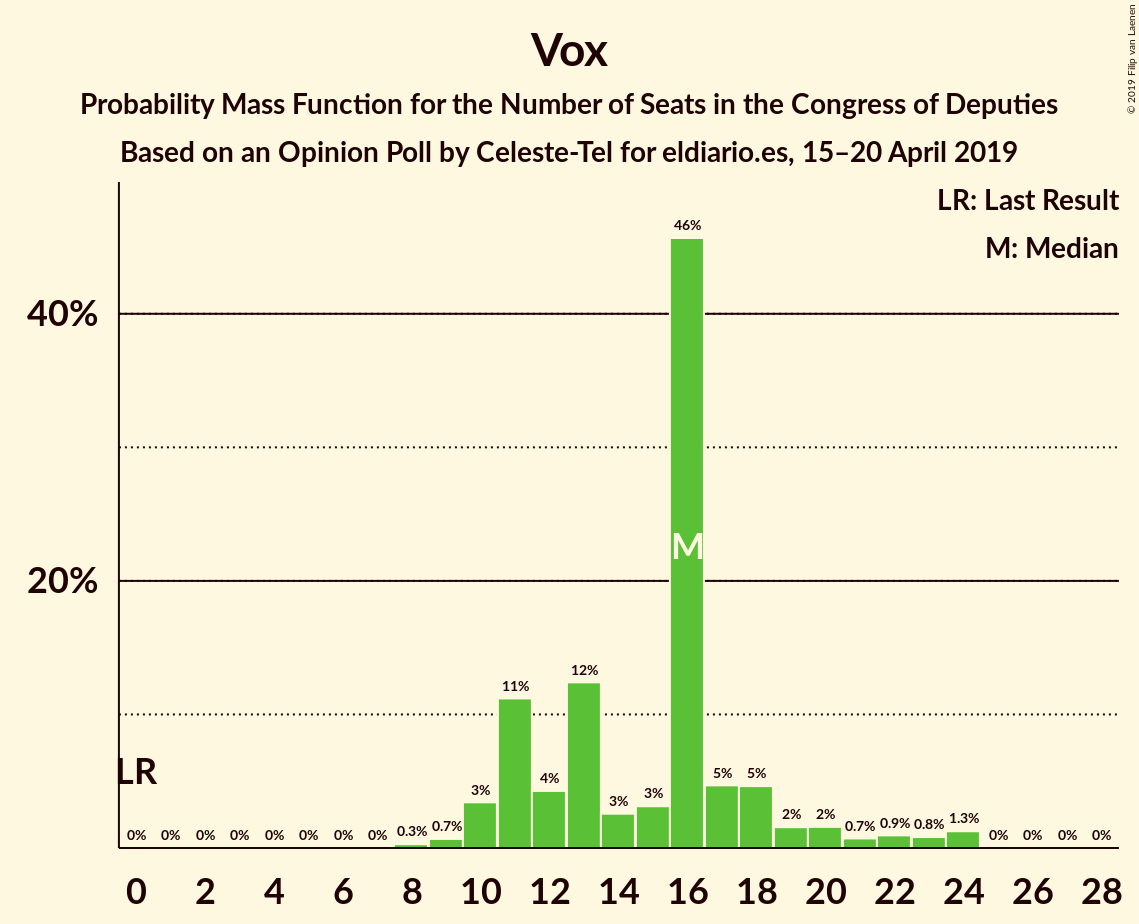 Vox
Probability Mass Function for the Number of Seats in the Congress of Deputies
Based on an Opinion Poll by Celeste-Tel for eldiario.es, 15–20 April 2019
© 2019 Filip van Laenen
LR: Last Result
M: Median
46%
40%
M
20%
12%
11%
LR
5% 5%
4%
3% 3% 3%
2% 2%
0% 0% 0% 0% 0% 0% 0% 0% 0.3% 0.7% 0.7% 0.9% 0.8% 1.3% 0% 0% 0% 0%
0 2 4 6 8 10 12 14 16 18 20 22 24 26 28